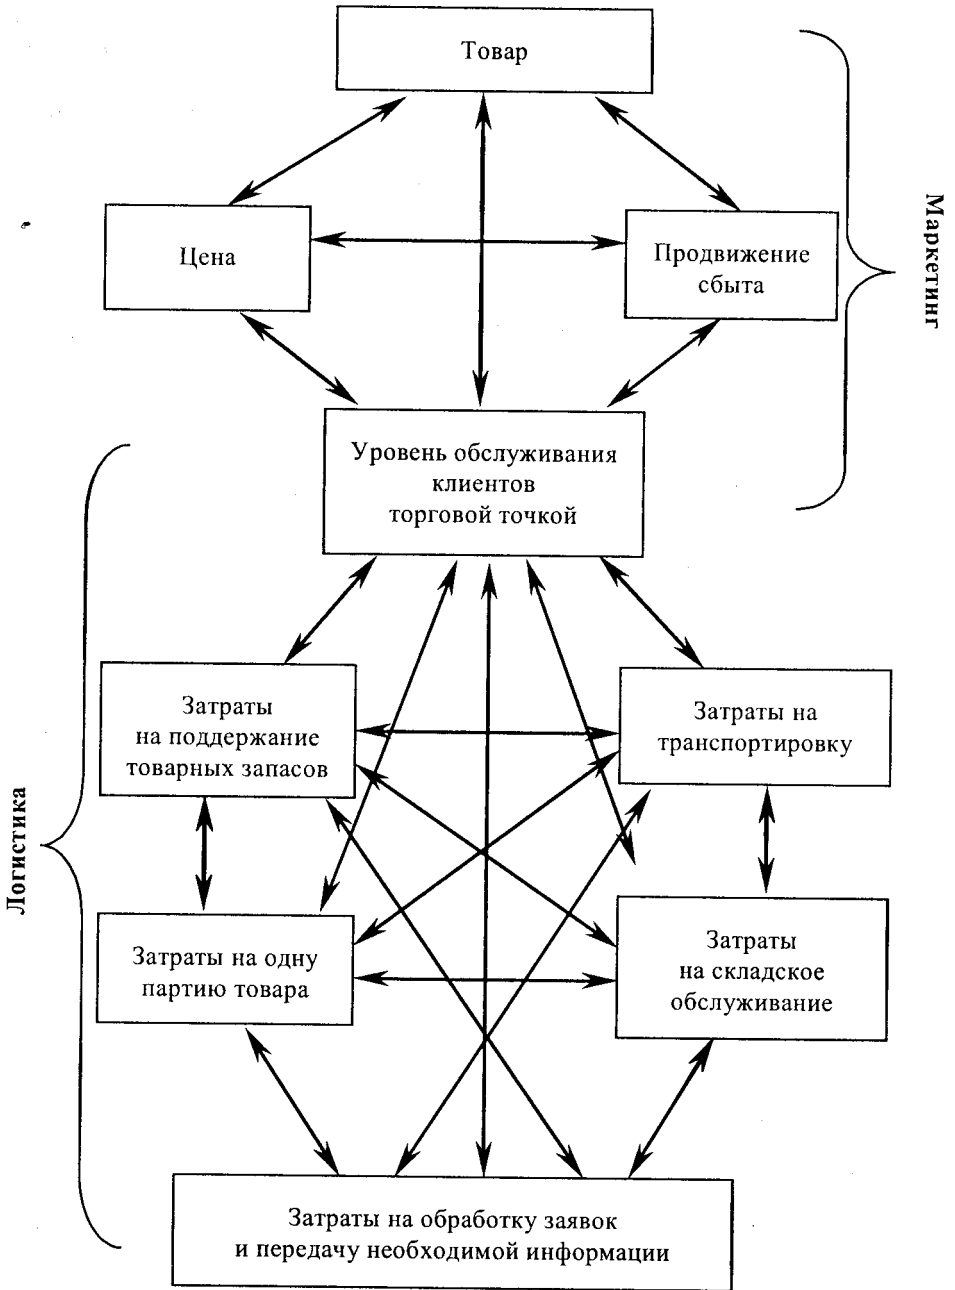 Товар
Маркетинг
Цена
Продвижение
сбыта
Уровень обслуживания
клиентов
торговой точкой
Логистика
Затраты
на поддержание
товарных запасов
Затраты на
транспортировку
Затраты на одну
партию товара
Затраты
на складское
обслуживание
Затраты на обработку заявок
и передачу необходимой информации